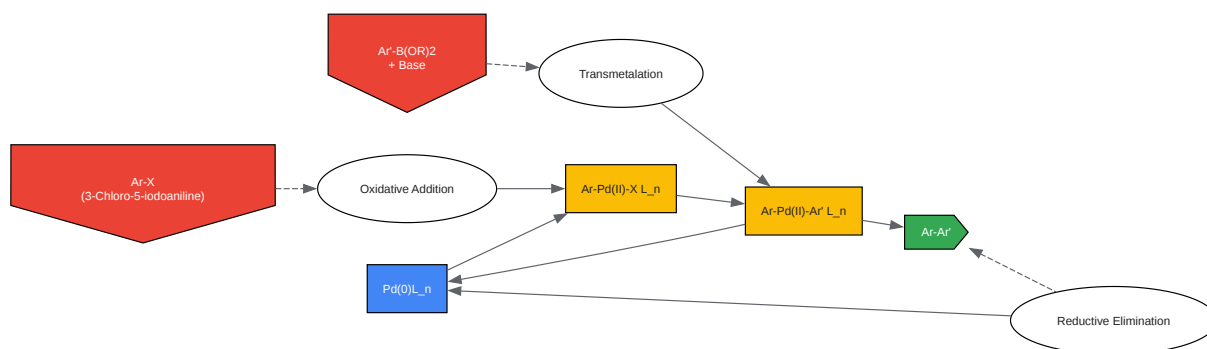 Ar'-B(OR)2
+ Base
Transmetalation
Ar-X
(3-Chloro-5-iodoaniline)
Oxidative Addition
Ar-Pd(II)-X L_n
Ar-Pd(II)-Ar' L_n
Ar-Ar'
Pd(0)L_n
Reductive Elimination